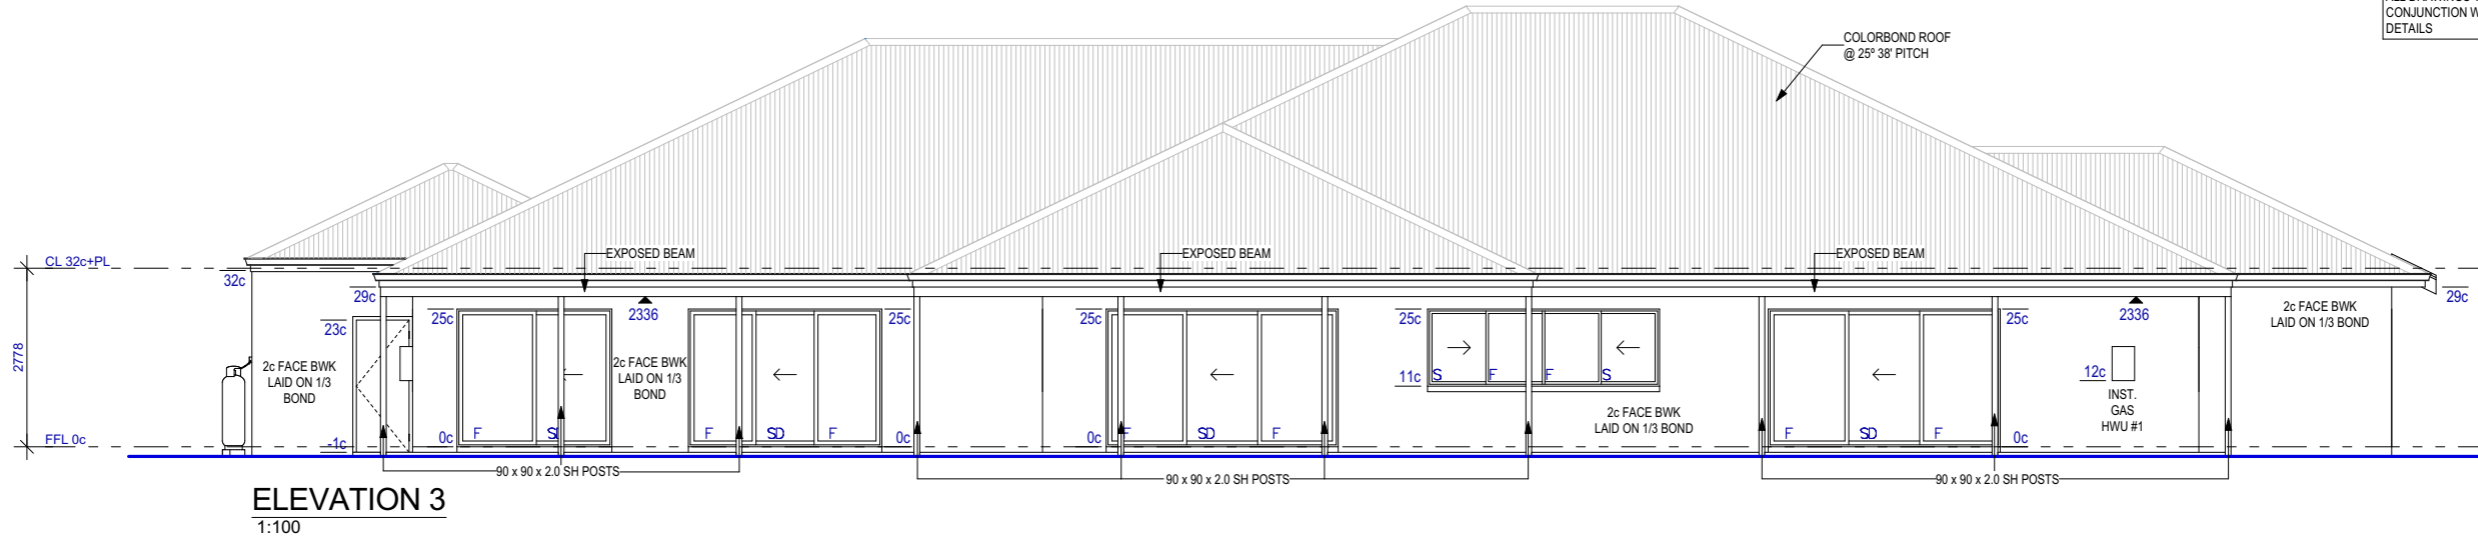 CONJUNCTION W
DETAILS
COLORBOND ROOF
@ 25º 38' PITCH
EXPOSED BEAM
EXPOSED BEAM
EXPOSED BEAM
CL 32c+PL
32c
29c
29c
2778
23c
25c
2336
25c
25c
25c
25c
2336
2c FACE BWK
LAID ON 1/3 BOND
2c FACE BWK
LAID ON 1/3
BOND
2c FACE BWK
LAID ON 1/3
BOND
11c
S
F
F
S
12c
INST.
GAS
HWU #1
2c FACE BWK
LAID ON 1/3 BOND
FFL 0c
-1c
0c
F
SD
F
SD
F
0c
0c
F
SD
F
F
SD
F
0c
90 x 90 x 2.0 SH POSTS
90 x 90 x 2.0 SH POSTS
90 x 90 x 2.0 SH POSTS
ELEVATION 3
1:100